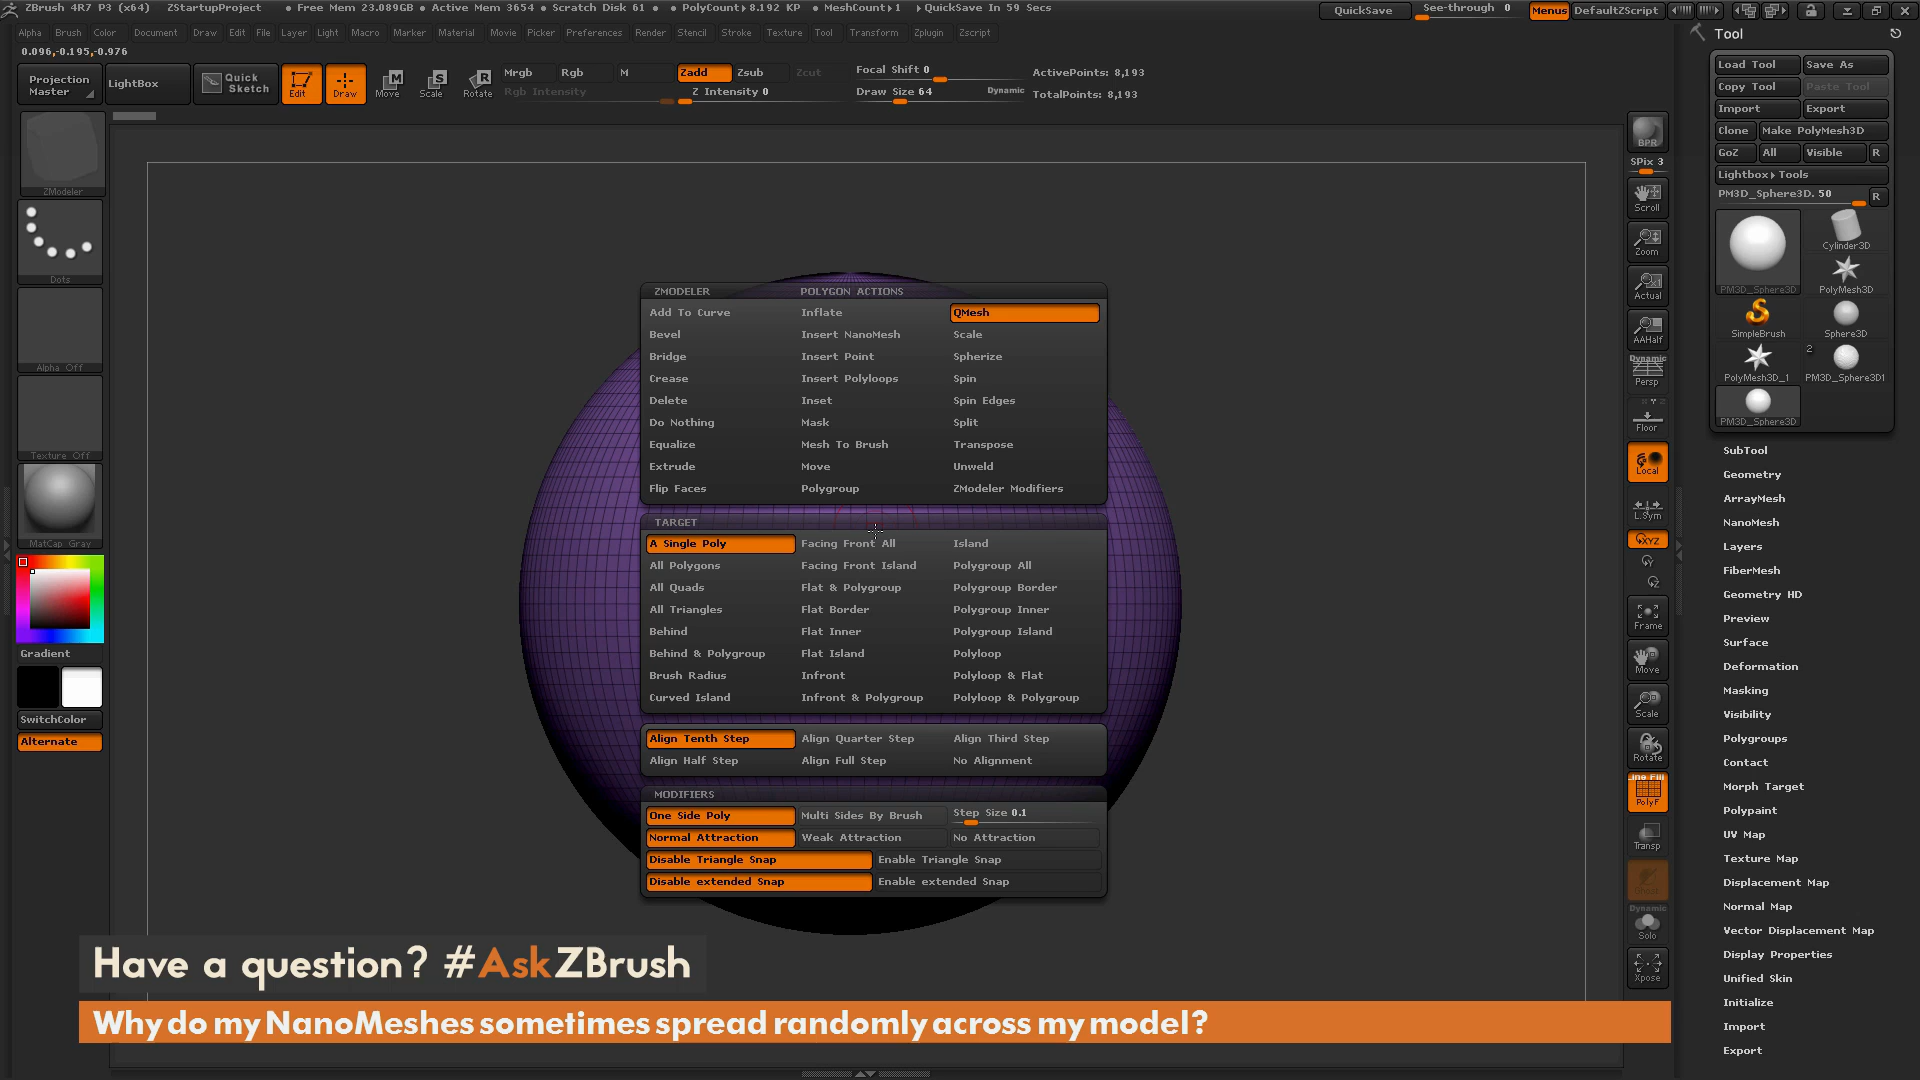 ZBrush 4R7 P3 (x64) ZStartupProject • Free Mem 23.089GB • Active Mem 3654 • Scratch Disk 61 • PolyCount 8.192 KP • MeshCount 1 QuickSave In 59 Secs QuickSave See-through 0 Menus DefaultZScript
Alpha Brush Color Document Draw Edit File Layer Light Macro Marker Material Movie Picker Preferences Render Stencil Stroke Texture Tool Transform Zplugin Zscript
0.096,-0.195,-0.976
Projection Master
LightBox
Quick Sketch
Edit
Draw
Move
Scale
Rotate
Mrgb Rgb M Zadd Zsub Zcut
Rgb Intensity Z Intensity 0
Focal Shift 0
Draw Size 64 Dynamic
ActivePoints: 8,193
TotalPoints: 8,193
ZModeler
Dots
Alpha Off
Texture Off
MatCap Gray
Gradient
SwitchColor
Alternate
ZMODELER POLYGON ACTIONS
Add To Curve Inflate QMesh
Bevel Insert NanoMesh Scale
Bridge Insert Point Spherize
Crease Insert Polyloops Spin
Delete Inset Spin Edges
Do Nothing Mask Split
Equalize Mesh To Brush Transpose
Extrude Move Unweld
Flip Faces Polygroup ZModeler Modifiers
TARGET
A Single Poly Facing Front All Island
All Polygons Facing Front Island Polygroup All
All Quads Flat & Polygroup Polygroup Border
All Triangles Flat Border Polygroup Inner
Behind Flat Inner Polygroup Island
Behind & Polygroup Flat Island Polyloop
Brush Radius Infront Polyloop & Flat
Curved Island Infront & Polygroup Polyloop & Polygroup
Align Tenth Step Align Quarter Step Align Third Step
Align Half Step Align Full Step No Alignment
MODIFIERS
One Side Poly Multi Sides By Brush Step Size 0.1
Normal Attraction Weak Attraction No Attraction
Disable Triangle Snap Enable Triangle Snap
Disable extended Snap Enable extended Snap
BPR
SPix 3
Scroll
Zoom
Actual
AAHalf
Dynamic
Persp
Floor
Local
L.Sym
XYZ
Y
Z
Frame
Move
Scale
Rotate
Line Fill
PolyF
Transp
Ghost
Dynamic
Solo
Xpose
Tool
Load Tool Save As
Copy Tool Paste Tool
Import Export
Clone Make PolyMesh3D
GoZ All Visible R
Lightbox Tools
PM3D_Sphere3D. 50 R
PM3D_Sphere3D
Cylinder3D
PolyMesh3D
SimpleBrush
Sphere3D
PolyMesh3D_1
2
PM3D_Sphere3D1
PM3D_Sphere3D
SubTool
Geometry
ArrayMesh
NanoMesh
Layers
FiberMesh
Geometry HD
Preview
Surface
Deformation
Masking
Visibility
Polygroups
Contact
Morph Target
Polypaint
UV Map
Texture Map
Displacement Map
Normal Map
Vector Displacement Map
Display Properties
Unified Skin
Initialize
Import
Export
Have a question? #AskZBrush
Why do my NanoMeshes sometimes spread randomly across my model?